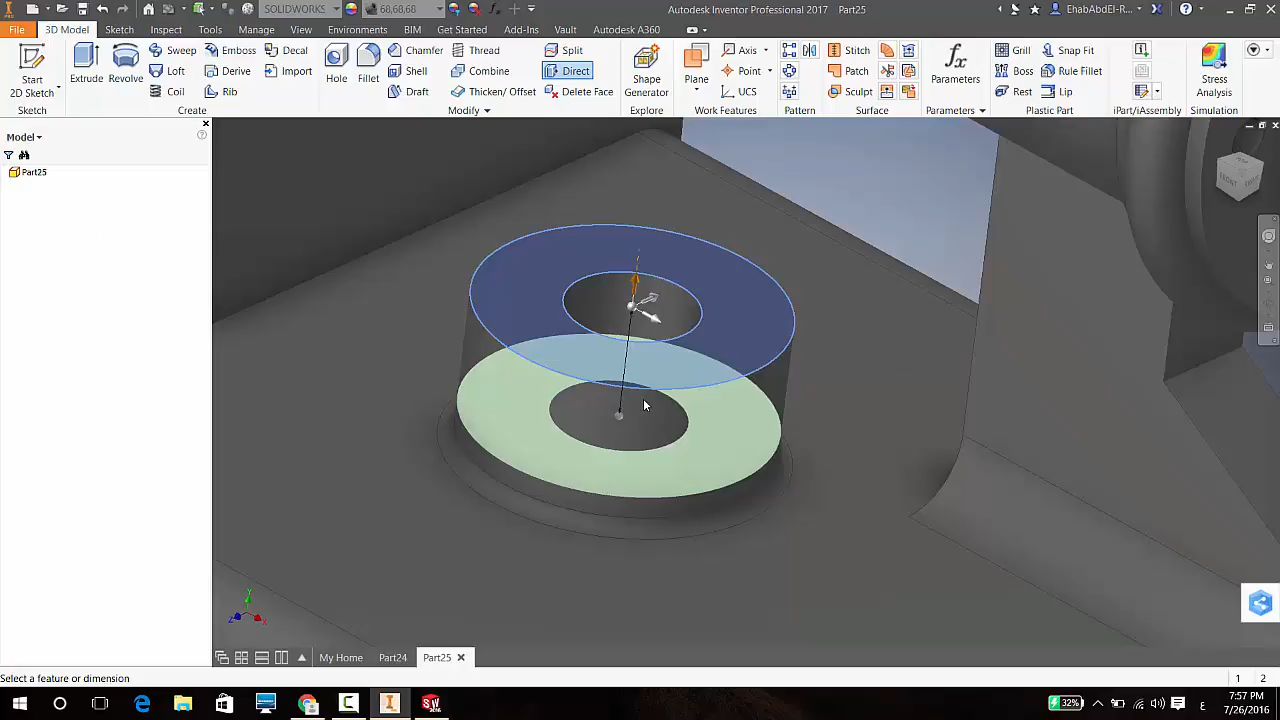 SOLIDWORKS
68,68,68
Autodesk Inventor Professional 2017 Part25
EhabAbdEl-R...
File
3D Model
Sketch
Inspect
Tools
Manage
View
Environments
BIM
Get Started
Add-Ins
Vault
Autodesk A360
Start
2D Sketch
Extrude
Revolve
Sweep
Emboss
Decal
Loft
Derive
Import
Coil
Rib
Hole
Fillet
Chamfer
Thread
Split
Shell
Combine
Direct
Draft
Thicken/ Offset
Delete Face
Shape
Generator
Plane
Axis
Point
UCS
Stitch
Patch
Sculpt
fx
Parameters
Grill
Snap Fit
Boss
Rule Fillet
Rest
Lip
Stress
Analysis
Sketch
Create
Modify
Explore
Work Features
Pattern
Surface
Parameters
Plastic Part
iPart/iAssembly
Simulation
Model
Part25
FRONT
My Home
Part24
Part25
Select a feature or dimension
1
2
32%
7:57 PM
7/26/2016